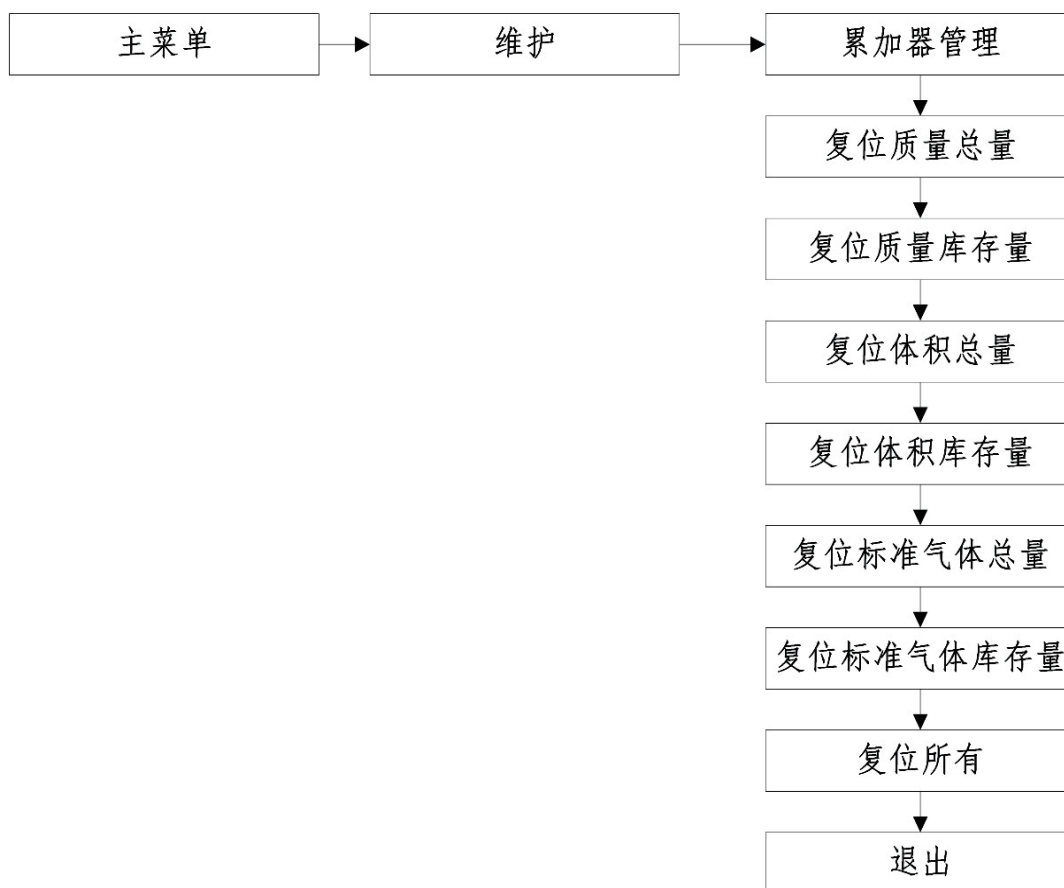 主菜单
维护
累加器管理
复位质量总量
复位质量库存量
复位体积总量
复位体积库存量
复位标准气体总量
复位标准气体库存量
复位所有
退出